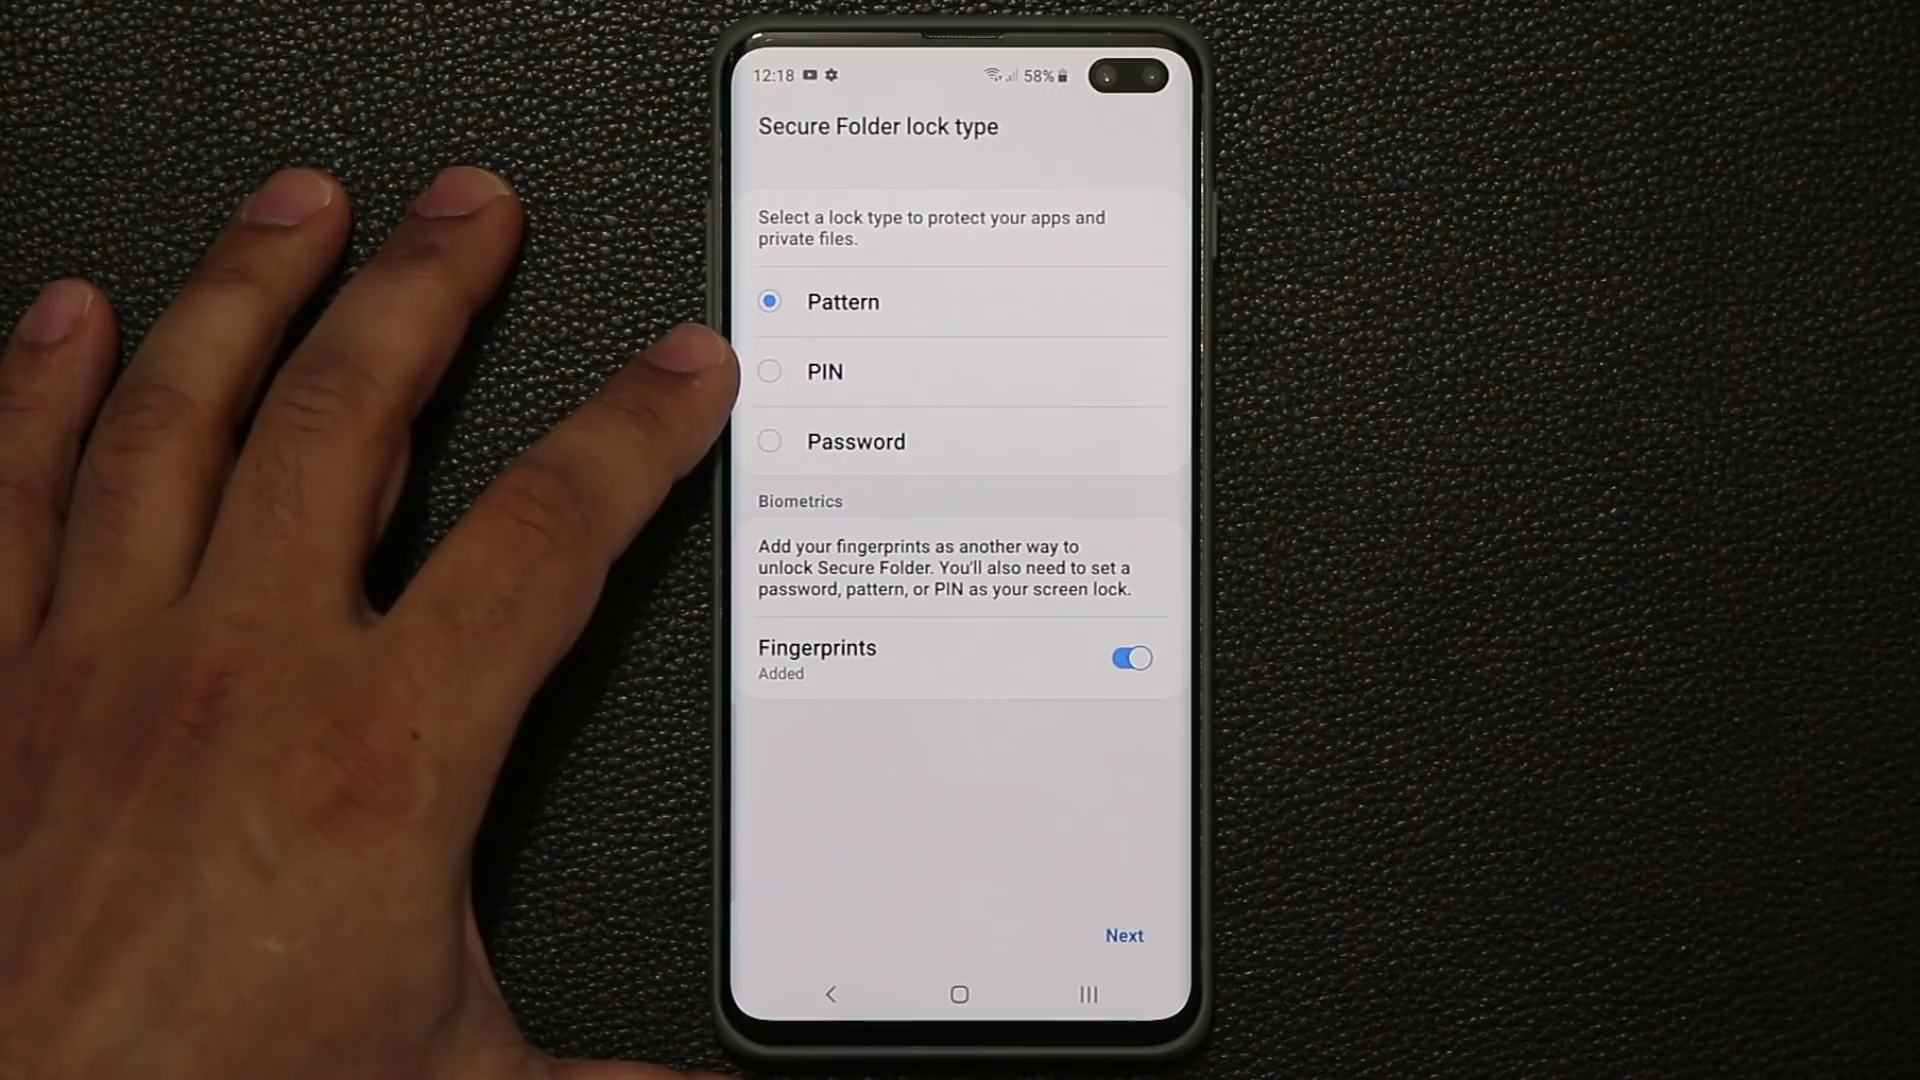 12:18 58%
Secure Folder lock type
Select a lock type to protect your apps and
private files.
Pattern
PIN
Password
Biometrics
Add your fingerprints as another way to
unlock Secure Folder. You'll also need to set a
password, pattern, or PIN as your screen lock.
Fingerprints
Added
Next